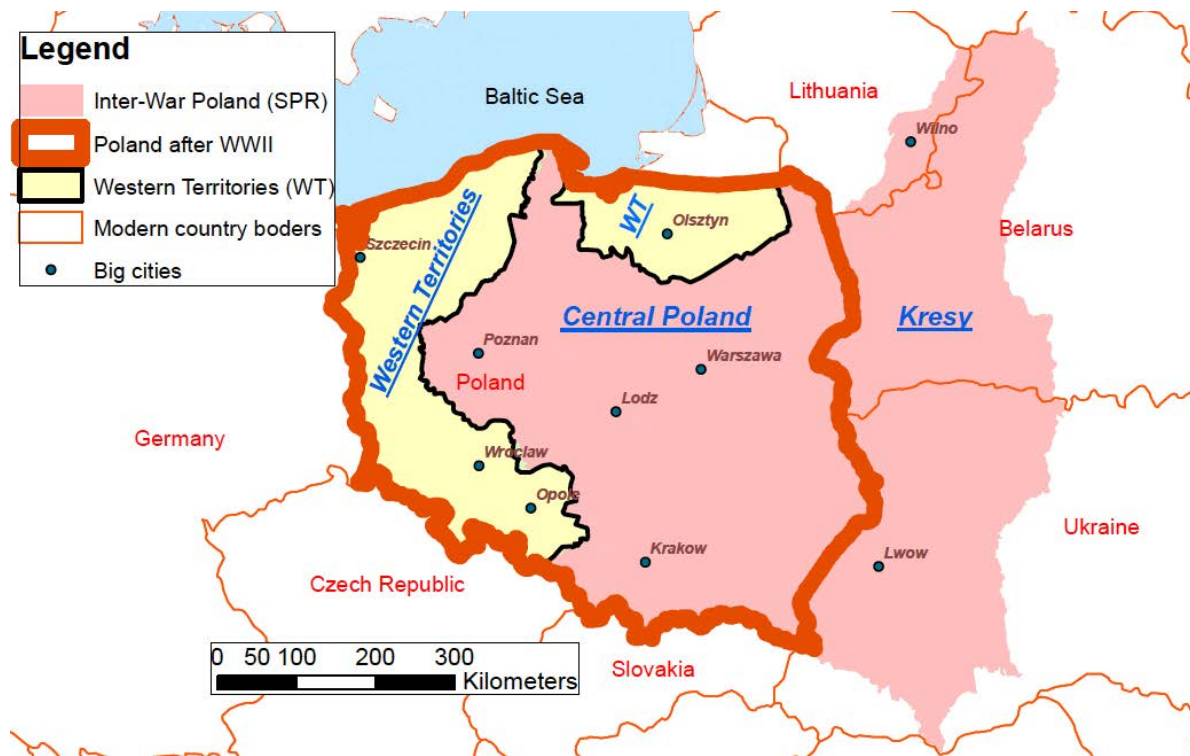 Legend
Inter-War Poland (SPR)
Poland after WWII
Western Territories (WT)
Modern country boders
Big cities
Baltic Sea
Lithuania
Wilno
Belarus
WT
Olsztyn
Szczecin
Western Territories
Central Poland
Kresy
Poznan
Warszawa
Poland
Lodz
Germany
Wroclaw
Opole
Ukraine
Krakow
Lwow
Czech Republic
0 50 100 200 300
Kilometers
Slovakia